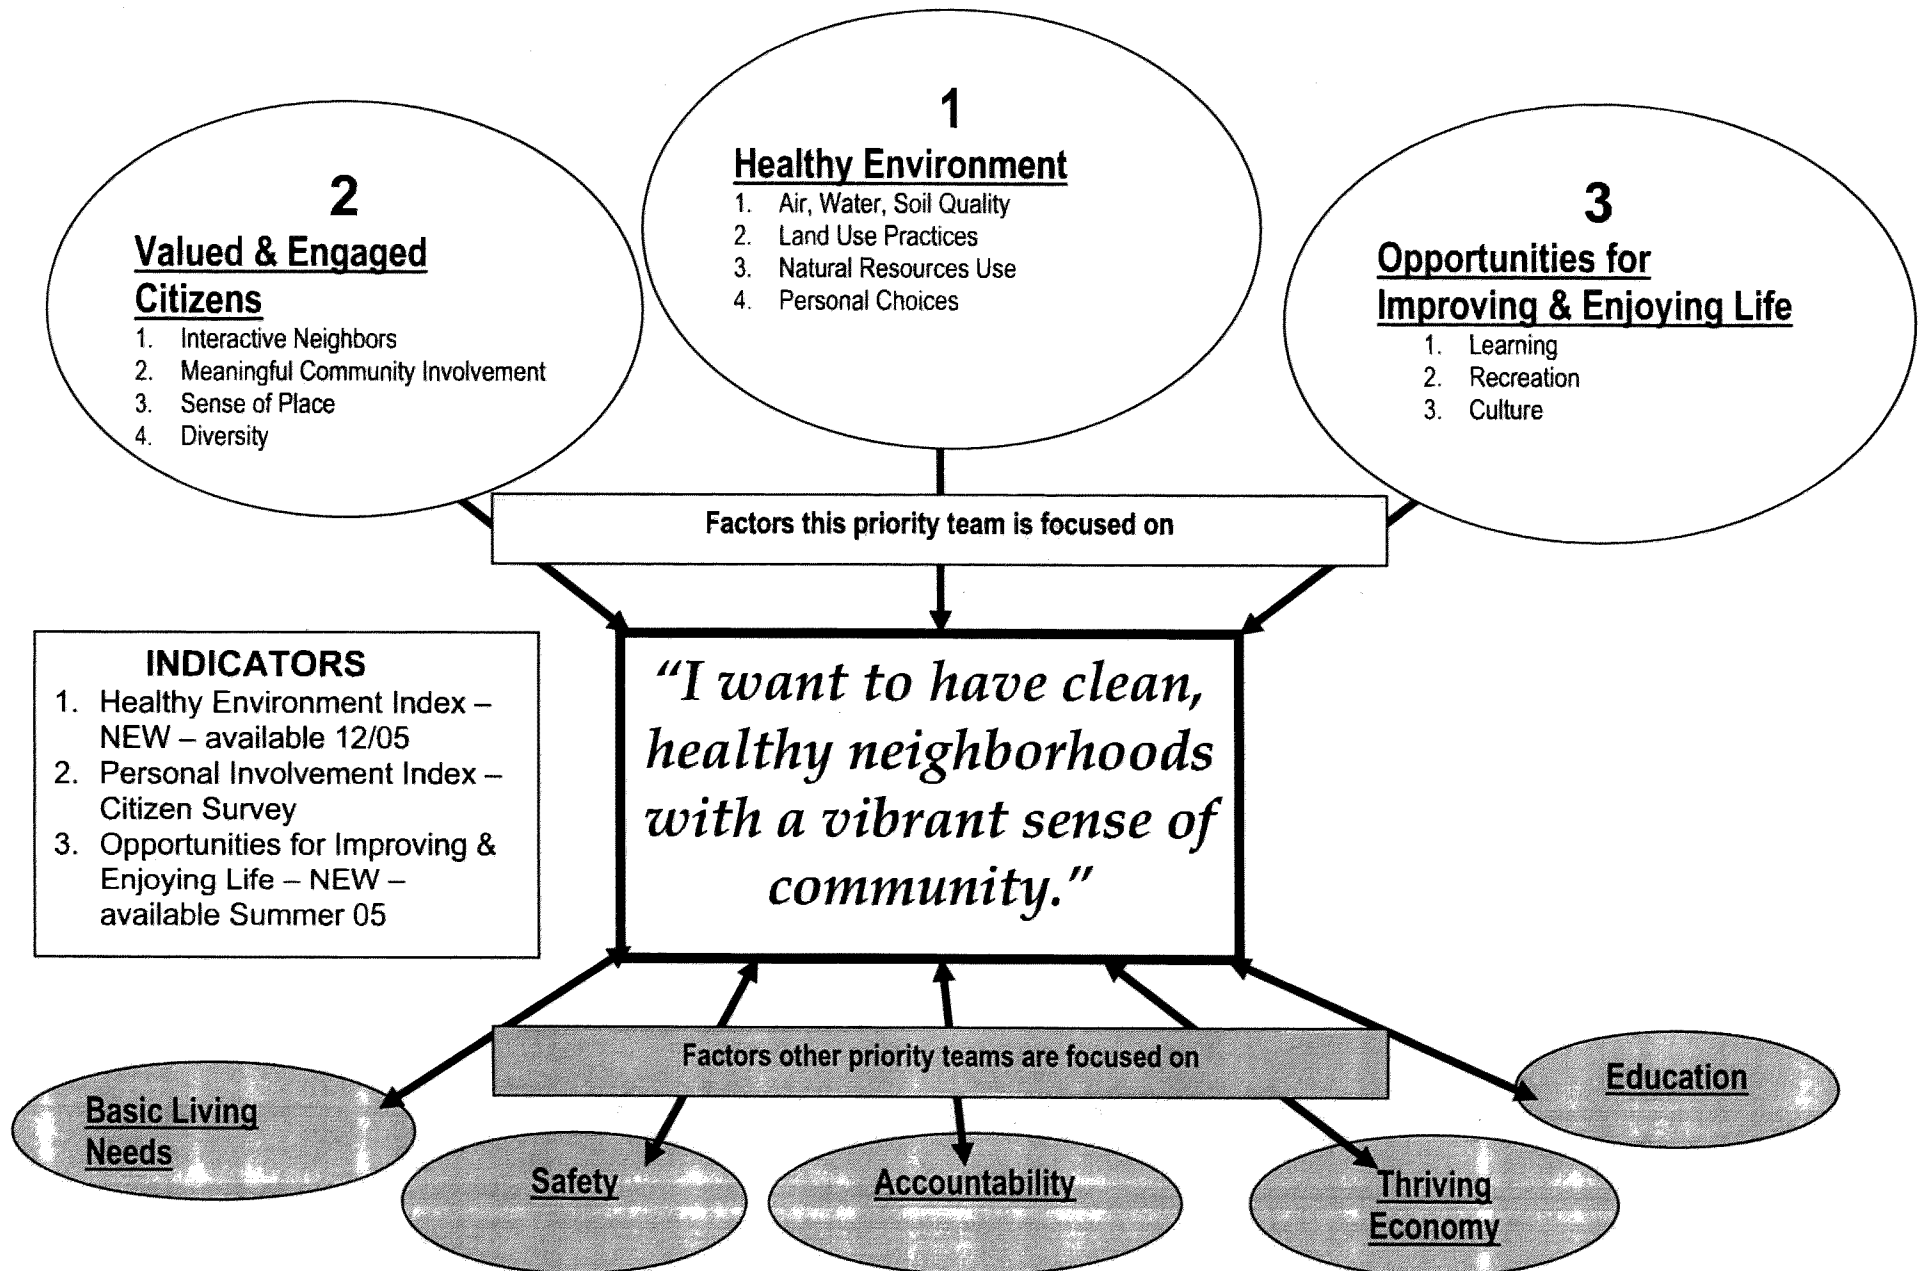 1
Healthy Environment
1. Air, Water, Soil Quality
2. Land Use Practices
3. Natural Resources Use
4. Personal Choices
2
Valued & Engaged
Citizens
1. Interactive Neighbors
2. Meaningful Community Involvement
3. Sense of Place
4. Diversity
3
Opportunities for
Improving & Enjoying Life
1. Learning
2. Recreation
3. Culture
Factors this priority team is focused on
INDICATORS
1. Healthy Environment Index –
NEW – available 12/05
2. Personal Involvement Index –
Citizen Survey
3. Opportunities for Improving &
Enjoying Life – NEW –
available Summer 05
“I want to have clean,
healthy neighborhoods
with a vibrant sense of
community.”
Factors other priority teams are focused on
Basic Living
Needs
Safety
Accountability
Thriving
Economy
Education